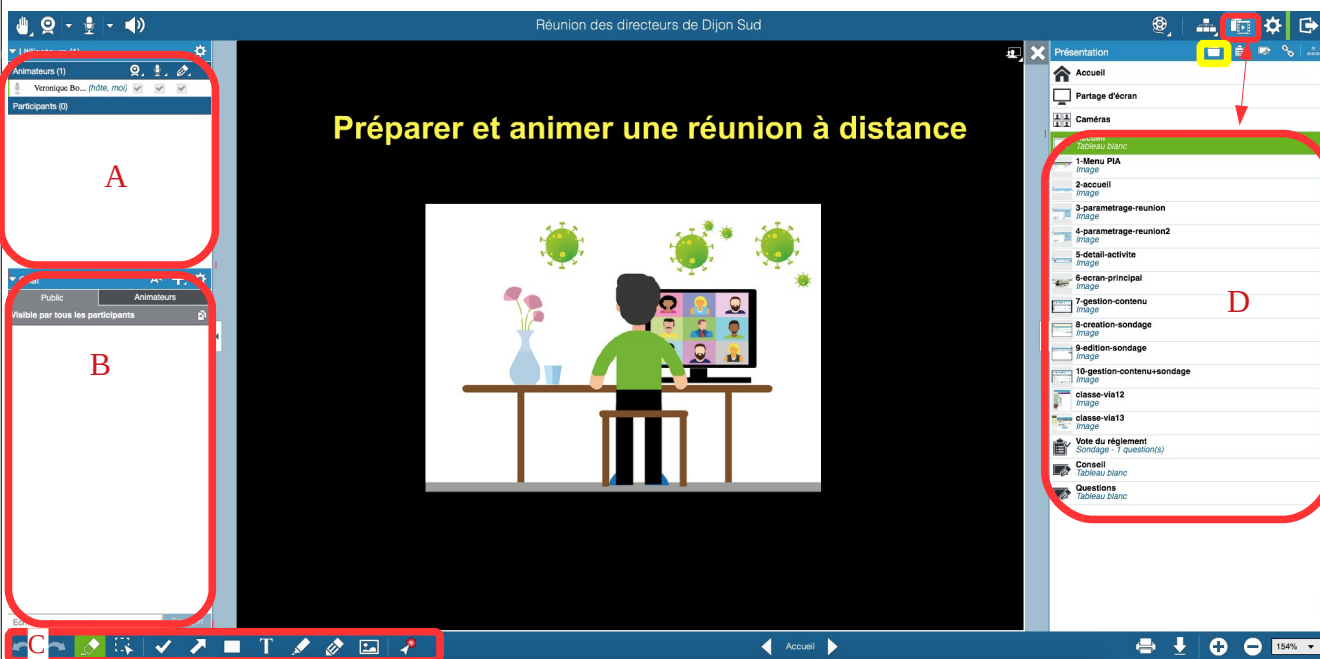 Réunion des directeurs de Dijon Sud
Utilisateurs (1)
Animateurs (1)
Veronique Bo... (hôte, moi)
Participants (0)
A
Chat
Public
Animateurs
Visible par tous les participants
B
C
T
Préparer et animer une réunion à distance
Accueil
154%
Présentation
Accueil
Partage d'écran
Caméras
Accueil
Tableau blanc
1-Menu PIA
Image
2-accueil
Image
3-parametrage-reunion
Image
4-parametrage-reunion2
Image
5-detail-activite
Image
6-ecran-principal
Image
7-gestion-contenu
Image
8-creation-sondage
Image
9-edition-sondage
Image
10-gestion-contenu+sondage
Image
classe-via12
Image
classe-via13
Image
Vote du règlement
Sondage - 1 question(s)
Conseil
Tableau blanc
Questions
Tableau blanc
D